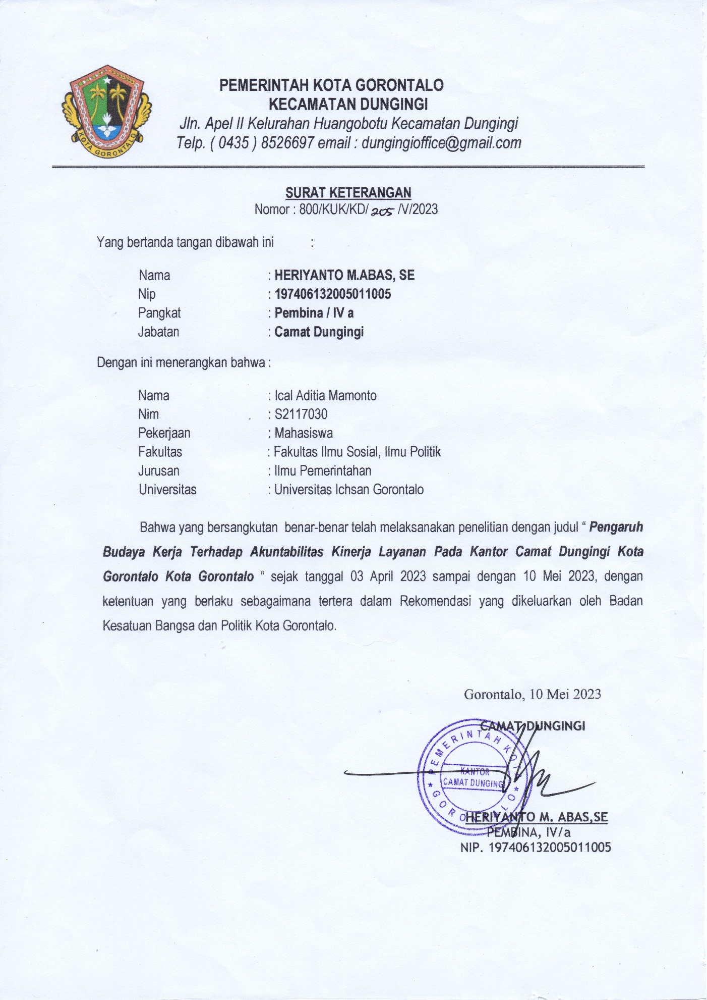 PEMERINTAH KOTA GORONTALO
KECAMATAN DUNGINGI
Jln. Apel II Kelurahan Huangobotu Kecamatan Dungingi
Telp. ( 0435 ) 8526697 email : dungingioffice@gmail.com
KOTA GORONTALO
SURAT KETERANGAN
Nomor : 800/KUK/KD/ 205 /V/2023
Yang bertanda tangan dibawah ini :
Nama : HERIYANTO M.ABAS, SE
Nip : 197406132005011005
Pangkat : Pembina / IV a
Jabatan : Camat Dungingi
Dengan ini menerangkan bahwa :
Nama : Ical Aditia Mamonto
Nim : S2117030
Pekerjaan : Mahasiswa
Fakultas : Fakultas Ilmu Sosial, Ilmu Politik
Jurusan : Ilmu Pemerintahan
Universitas : Universitas Ichsan Gorontalo
Bahwa yang bersangkutan benar-benar telah melaksanakan penelitian dengan judul “ Pengaruh
Budaya Kerja Terhadap Akuntabilitas Kinerja Layanan Pada Kantor Camat Dungingi Kota
Gorontalo Kota Gorontalo “ sejak tanggal 03 April 2023 sampai dengan 10 Mei 2023, dengan
ketentuan yang berlaku sebagaimana tertera dalam Rekomendasi yang dikeluarkan oleh Badan
Kesatuan Bangsa dan Politik Kota Gorontalo.
Gorontalo, 10 Mei 2023
CAMAT DUNGINGI
PEMERINTAH KOTA
KANTOR
CAMAT DUNGINGI
GORONTALO
HERIYANTO M. ABAS,SE
PEMBINA, IV/a
NIP. 197406132005011005